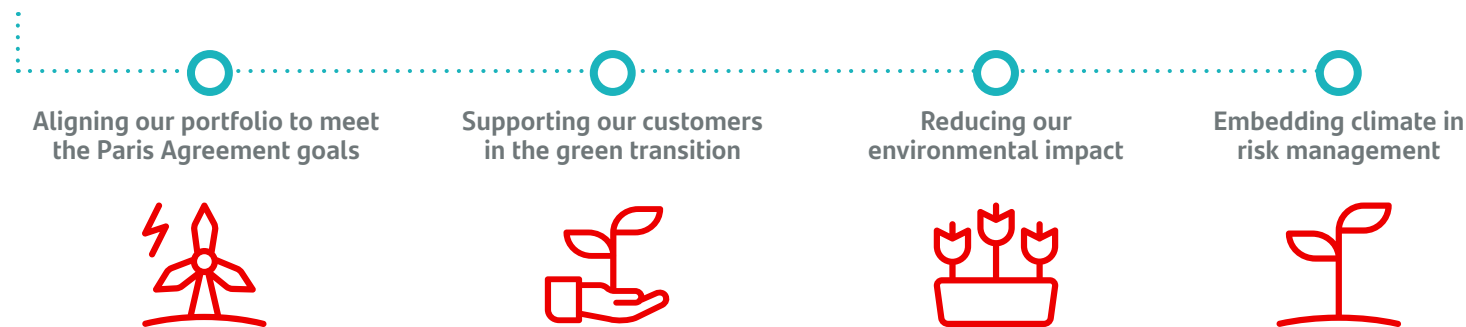 Aligning our portfolio to meet
the Paris Agreement goals
Supporting our customers
in the green transition
Reducing our
environmental impact
Embedding climate in
risk management